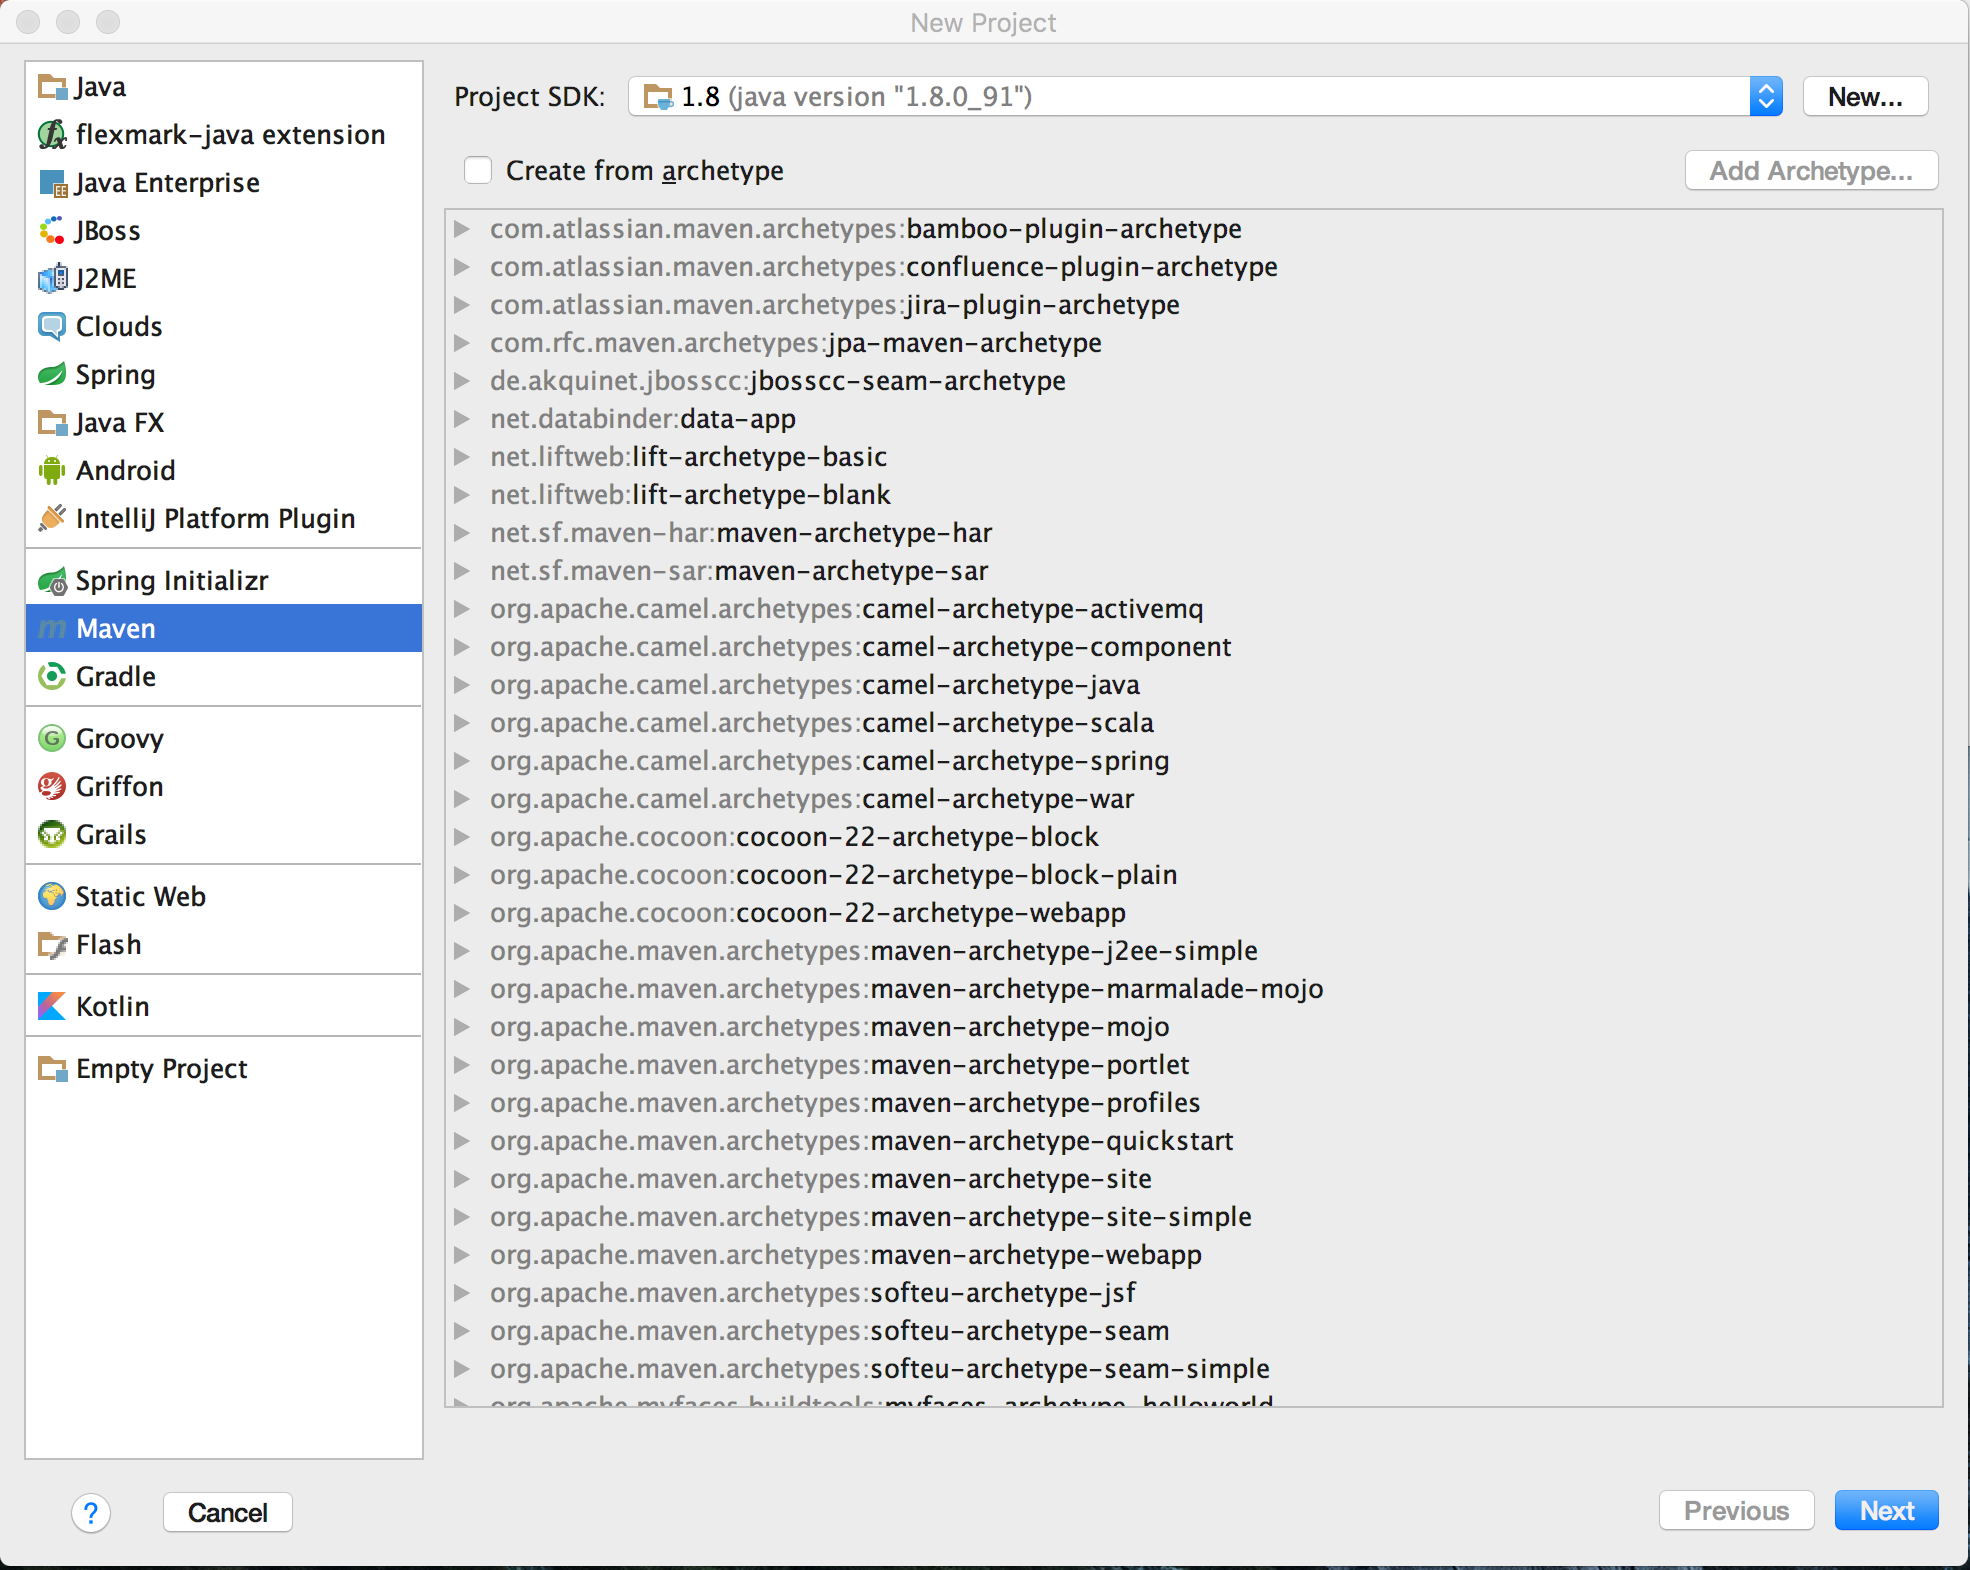 New Project
Java
flexmark-java extension
Java Enterprise
JBoss
J2ME
Clouds
Spring
Java FX
Android
IntelliJ Platform Plugin
Spring Initializr
Maven
Gradle
Groovy
Griffon
Grails
Static Web
Flash
Kotlin
Empty Project
Project SDK: 1.8 (java version "1.8.0_91") New...
Create from archetype Add Archetype...
com.atlassian.maven.archetypes:bamboo-plugin-archetype
com.atlassian.maven.archetypes:confluence-plugin-archetype
com.atlassian.maven.archetypes:jira-plugin-archetype
com.rfc.maven.archetypes:jpa-maven-archetype
de.akquinet.jbosscc:jbosscc-seam-archetype
net.databinder:data-app
net.liftweb:lift-archetype-basic
net.liftweb:lift-archetype-blank
net.sf.maven-har:maven-archetype-har
net.sf.maven-sar:maven-archetype-sar
org.apache.camel.archetypes:camel-archetype-activemq
org.apache.camel.archetypes:camel-archetype-component
org.apache.camel.archetypes:camel-archetype-java
org.apache.camel.archetypes:camel-archetype-scala
org.apache.camel.archetypes:camel-archetype-spring
org.apache.camel.archetypes:camel-archetype-war
org.apache.cocoon:cocoon-22-archetype-block
org.apache.cocoon:cocoon-22-archetype-block-plain
org.apache.cocoon:cocoon-22-archetype-webapp
org.apache.maven.archetypes:maven-archetype-j2ee-simple
org.apache.maven.archetypes:maven-archetype-marmalade-mojo
org.apache.maven.archetypes:maven-archetype-mojo
org.apache.maven.archetypes:maven-archetype-portlet
org.apache.maven.archetypes:maven-archetype-profiles
org.apache.maven.archetypes:maven-archetype-quickstart
org.apache.maven.archetypes:maven-archetype-site
org.apache.maven.archetypes:maven-archetype-site-simple
org.apache.maven.archetypes:maven-archetype-webapp
org.apache.maven.archetypes:softeu-archetype-jsf
org.apache.maven.archetypes:softeu-archetype-seam
org.apache.maven.archetypes:softeu-archetype-seam-simple
org.apache.myfaces.buildtools:myfaces-archetype-helloworld
? Cancel Previous Next